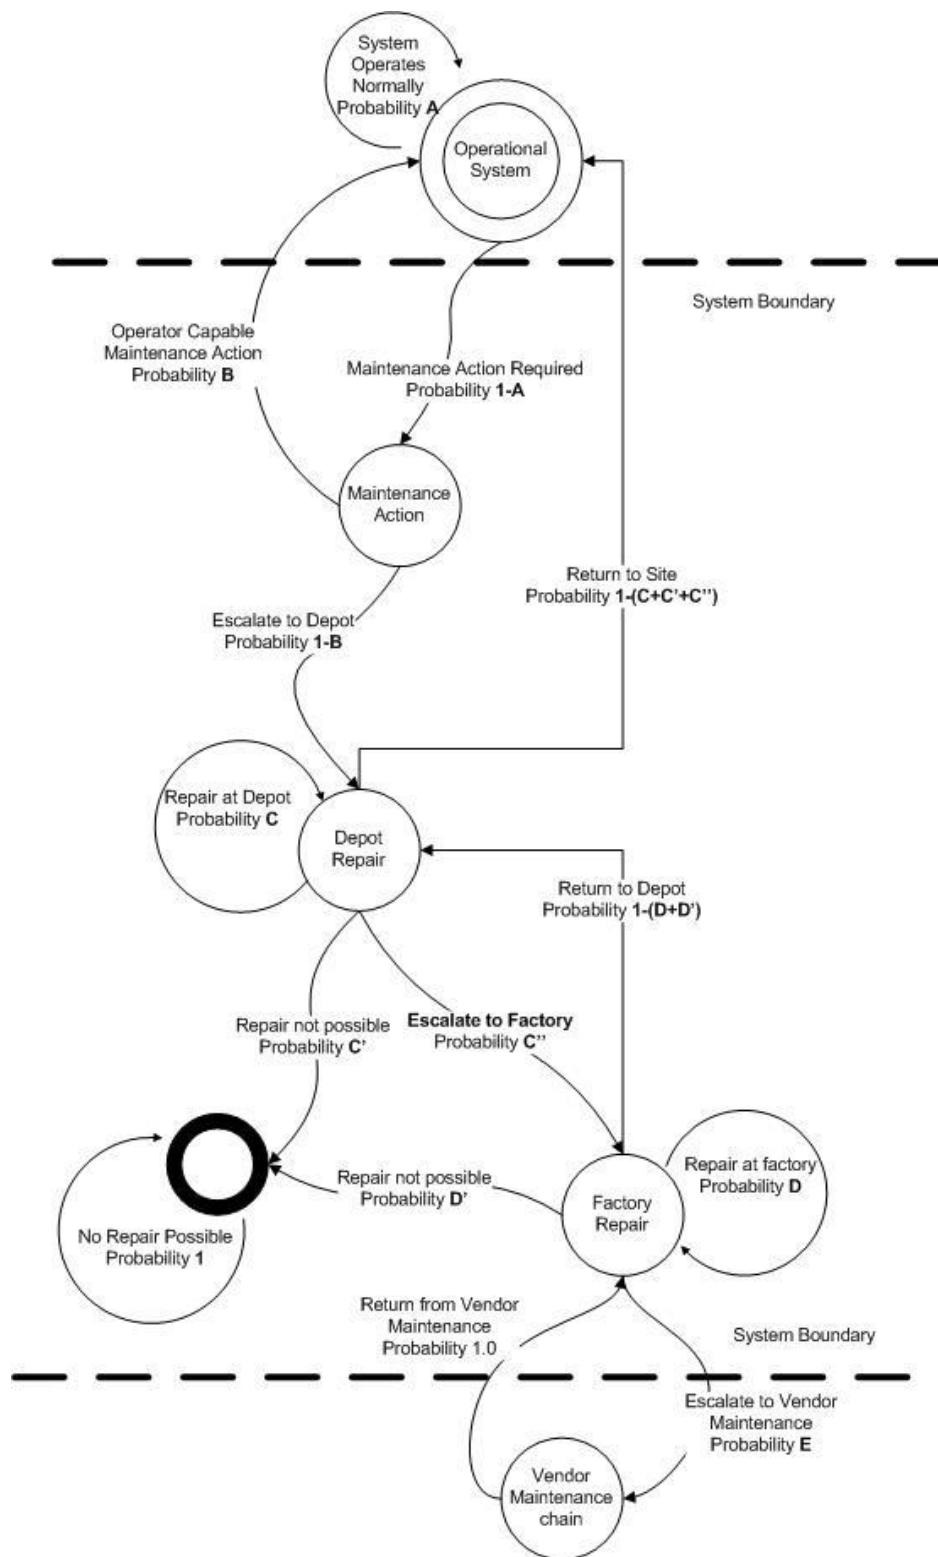 System
Operates
Normally
Probability A
Operational
System
System Boundary
Operator Capable
Maintenance Action
Probability B
Maintenance Action Required
Probability 1-A
Maintenance
Action
Return to Site
Probability 1-(C+C'+C'')
Escalate to Depot
Probability 1-B
Repair at Depot
Probability C
Depot
Repair
Return to Depot
Probability 1-(D+D')
Repair not possible
Probability C'
Escalate to Factory
Probability C''
Repair not possible
Probability D'
Factory
Repair
Repair at factory
Probability D
No Repair Possible
Probability 1
Return from Vendor
Maintenance
Probability 1.0
System Boundary
Escalate to Vendor
Maintenance
Probability E
Vendor
Maintenance
chain